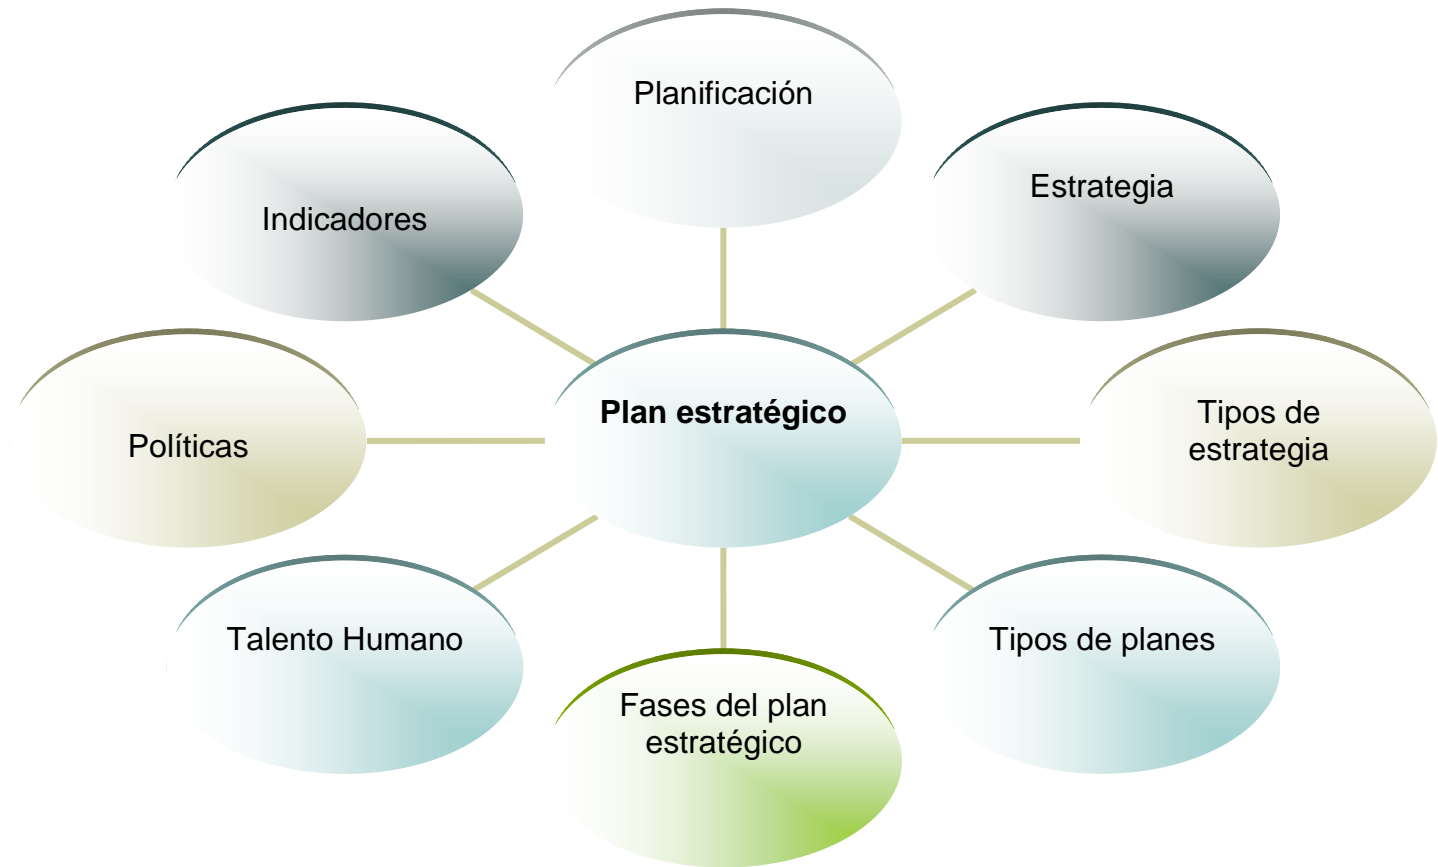 Planificación
Estrategia
Indicadores
Plan estratégico
Tipos de
estrategia
Políticas
Talento Humano
Tipos de planes
Fases del plan
estratégico